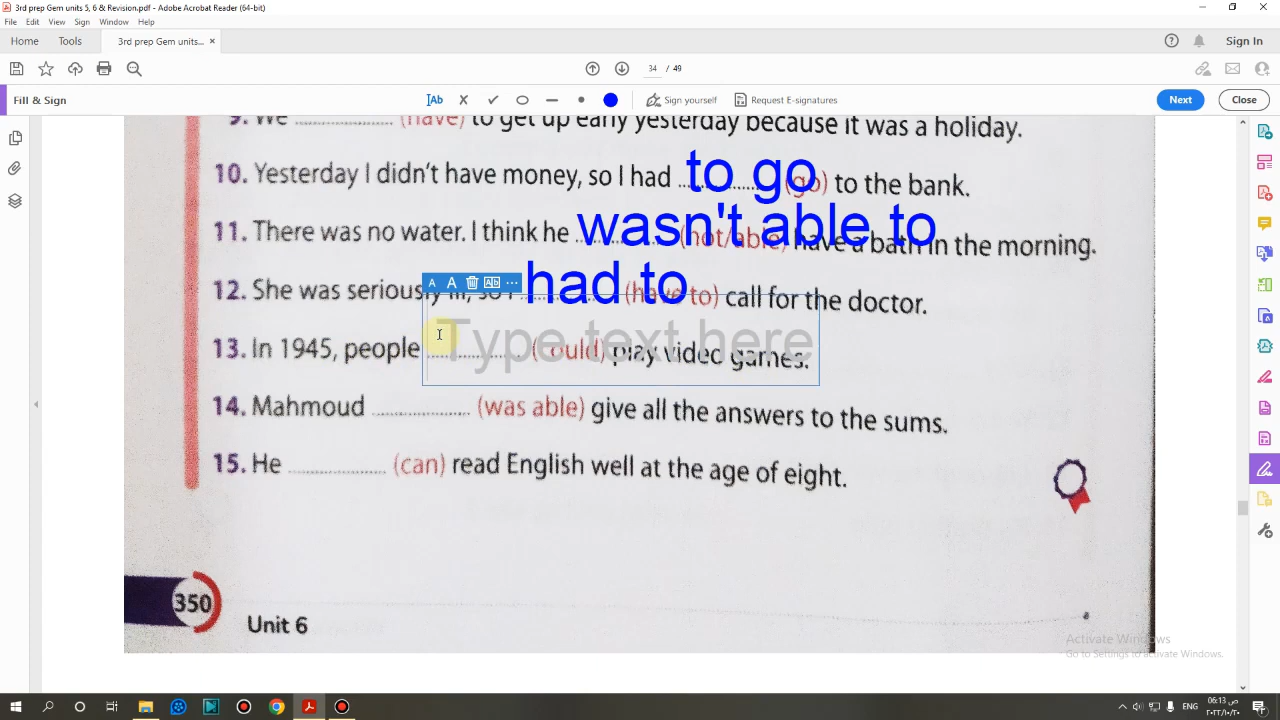 3rd prep Gem units 5, 6 & Revision.pdf - Adobe Acrobat Reader (64-bit)
File Edit View Sign Window Help
Home Tools 3rd prep Gem units... × Sign In
34 / 49
Fill & Sign Ab Sign yourself Request E-signatures Next Close
9. We ............... (have) to get up early yesterday because it was a holiday.
10. Yesterday I didn't have money, so I had to go (go) to the bank.
11. There was no water. I think he wasn't able to (not/able) have a bath in the morning.
A A Ab ...
12. She was seriously ill, so I had to (have to) call for the doctor.
Type text here
13. In 1945, people ............... (could) play video games.
14. Mahmoud ............... (was able) give all the answers to the sums.
15. He ............... (can) read English well at the age of eight.
350
Unit 6
Activate Windows
Go to Settings to activate Windows.
ENG 06:13 ص
٢٠٢٢/١٠/٢٠